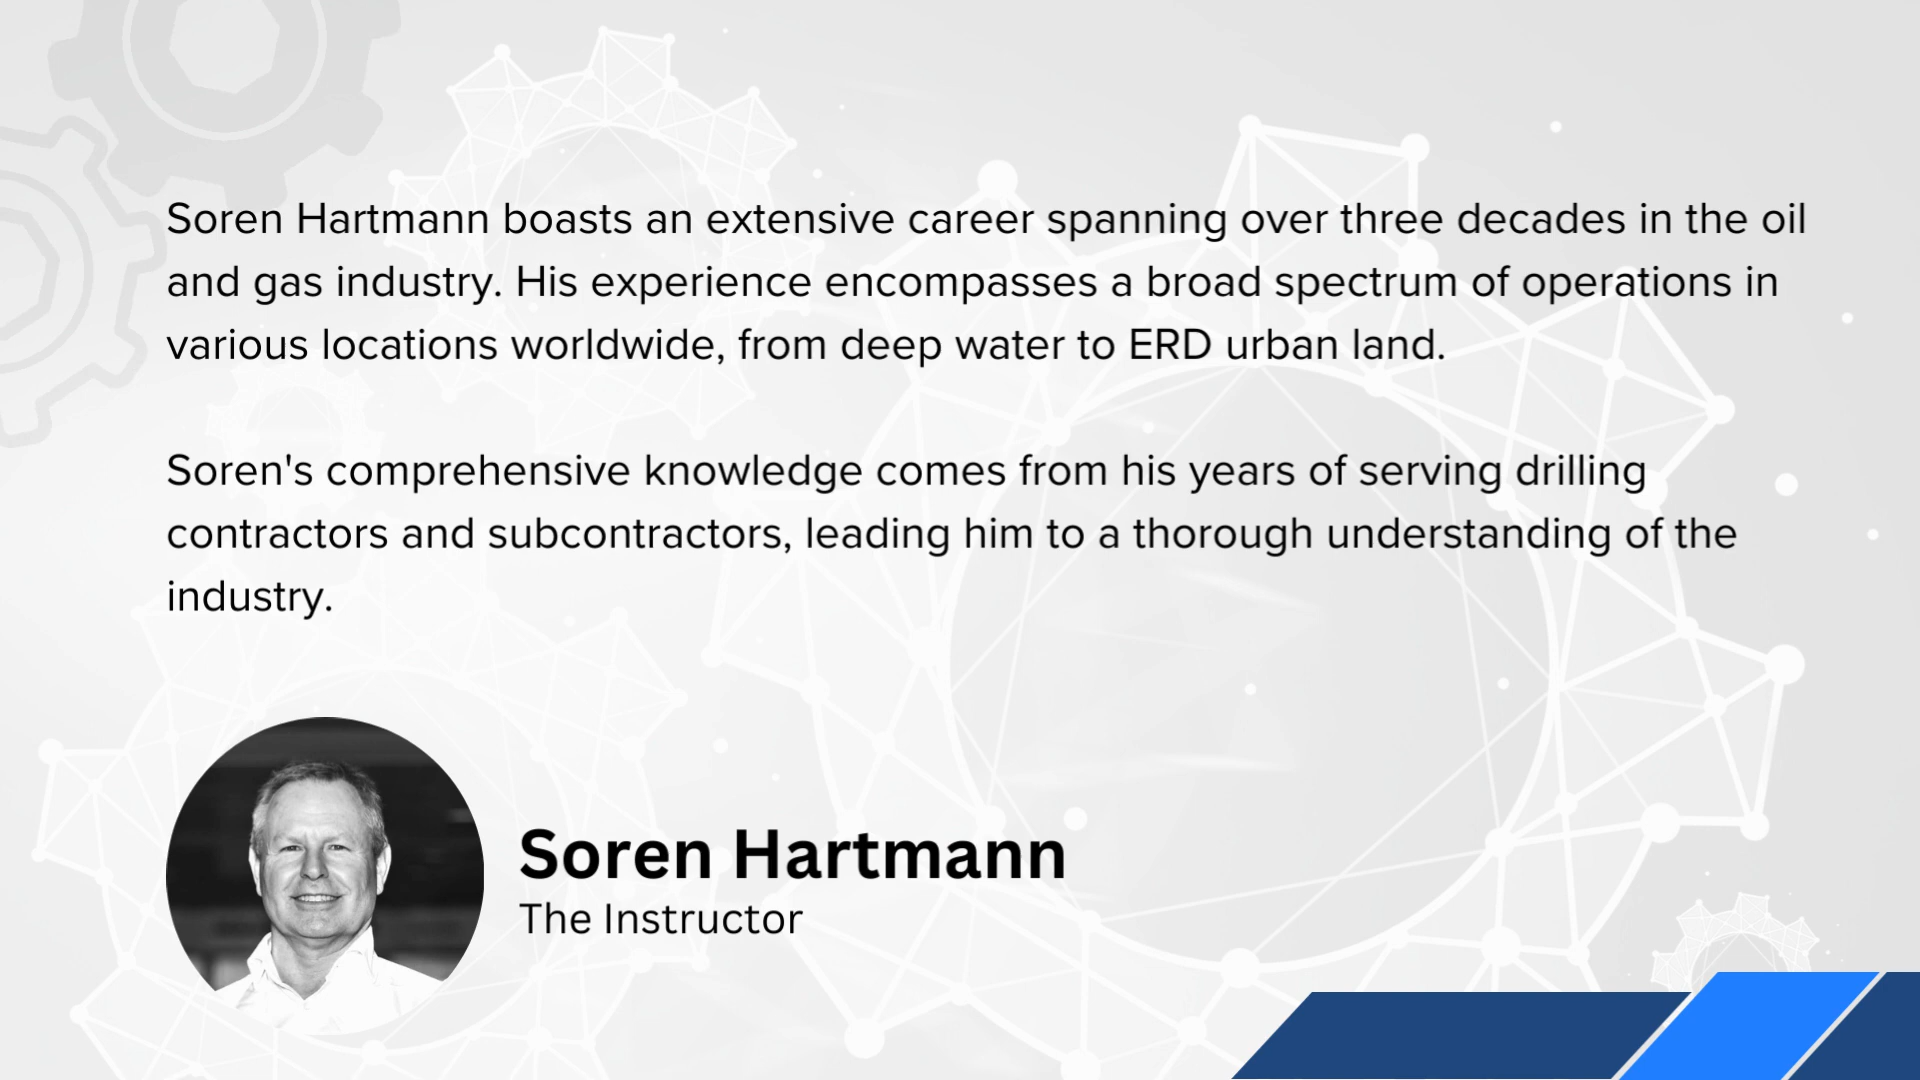 Soren Hartmann boasts an extensive career spanning over three decades in the oil
and gas industry. His experience encompasses a broad spectrum of operations in
various locations worldwide, from deep water to ERD urban land.
Soren's comprehensive knowledge comes from his years of serving drilling
contractors and subcontractors, leading him to a thorough understanding of the
industry.
Soren Hartmann
The Instructor